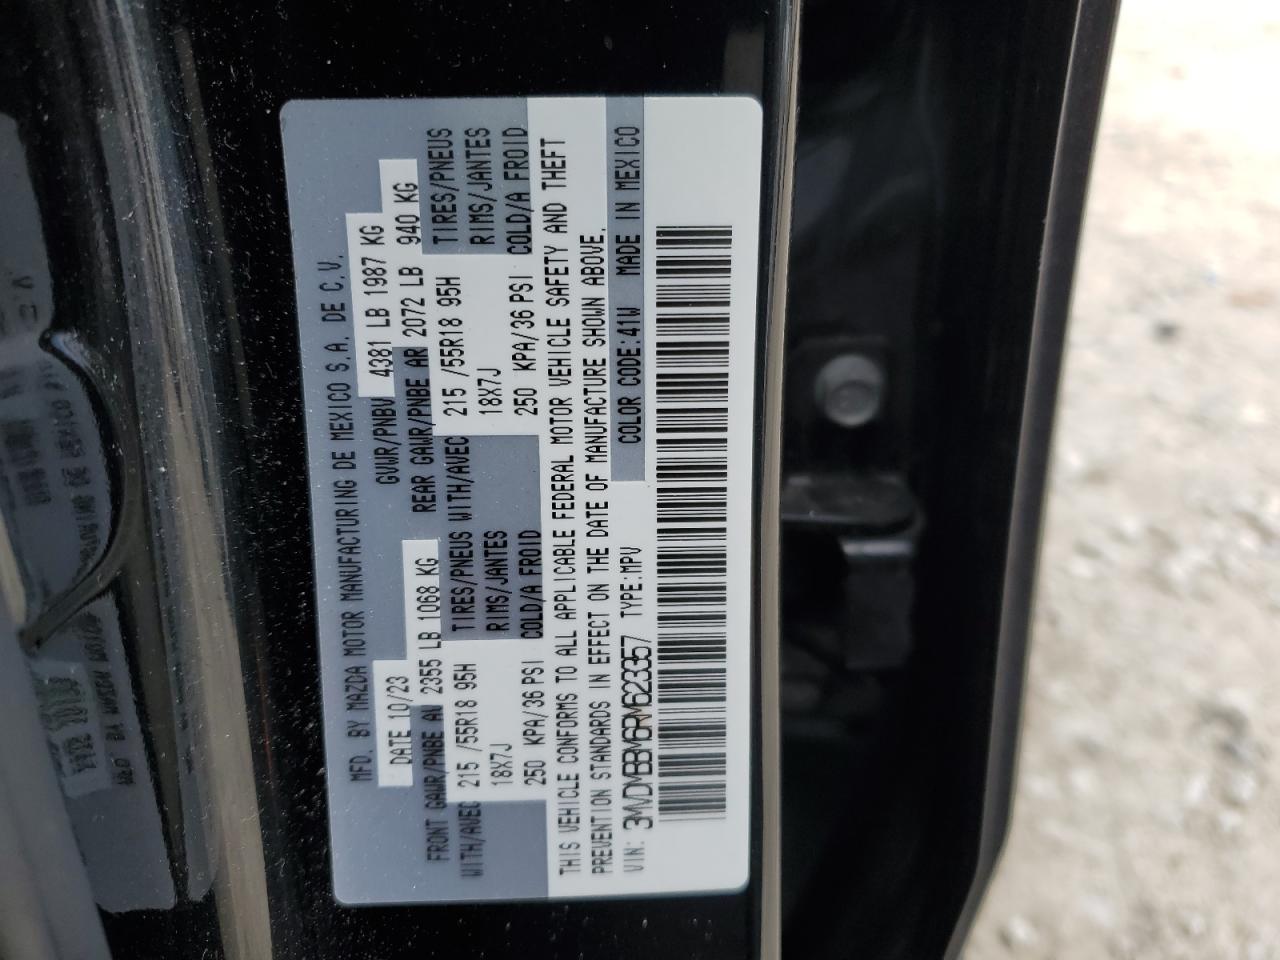 MFD. BY MAZDA MOTOR MANUFACTURING DE MEXICO S.A. DE C.V.
DATE 10/23 GVWR/PNBV 4381 LB 1987 KG
FRONT GAWR/PNBE AV 2355 LB 1068 KG REAR GAWR/PNBE AR 2072 LB 940 KG
WITH/AVEC 215 /55R18 95H TIRES/PNEUS WITH/AVEC 215 /55R18 95H TIRES/PNEUS
18X7J RIMS/JANTES 18X7J RIMS/JANTES
250 KPA/36 PSI COLD/A FROID 250 KPA/36 PSI COLD/A FROID
THIS VEHICLE CONFORMS TO ALL APPLICABLE FEDERAL MOTOR VEHICLE SAFETY AND THEFT
PREVENTION STANDARDS IN EFFECT ON THE DATE OF MANUFACTURE SHOWN ABOVE.
VIN: 3MVDMBBM6RM623357 TYPE:MPV COLOR CODE:41W MADE IN MEXICO